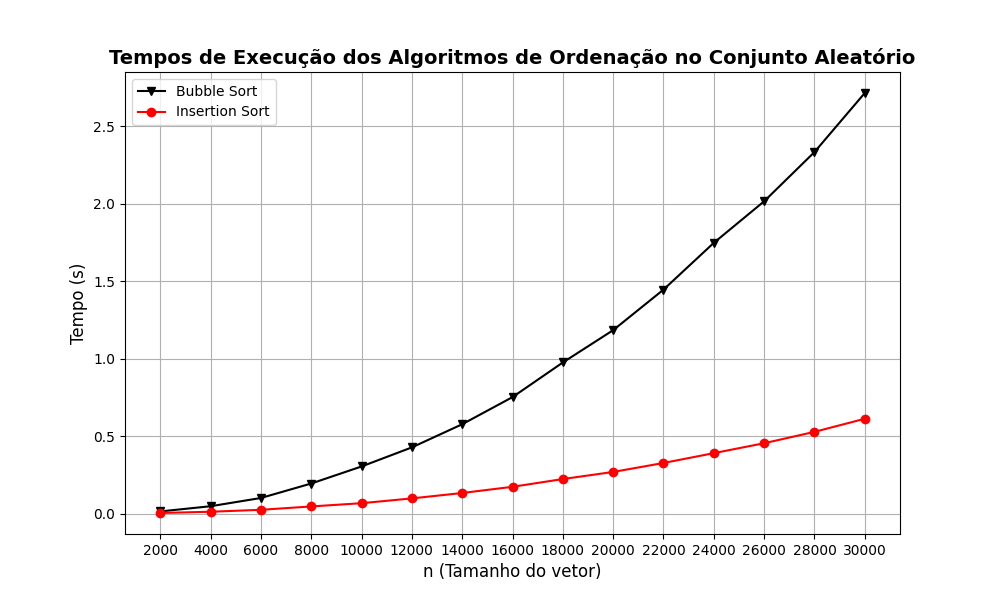 Tempos de Execução dos Algoritmos de Ordenação no Conjunto Aleatório
Bubble Sort
Insertion Sort
2.5
2.0
1.5
1.0
0.5
0.0
Tempo (s)
2000 4000 6000 8000 10000 12000 14000 16000 18000 20000 22000 24000 26000 28000 30000
n (Tamanho do vetor)